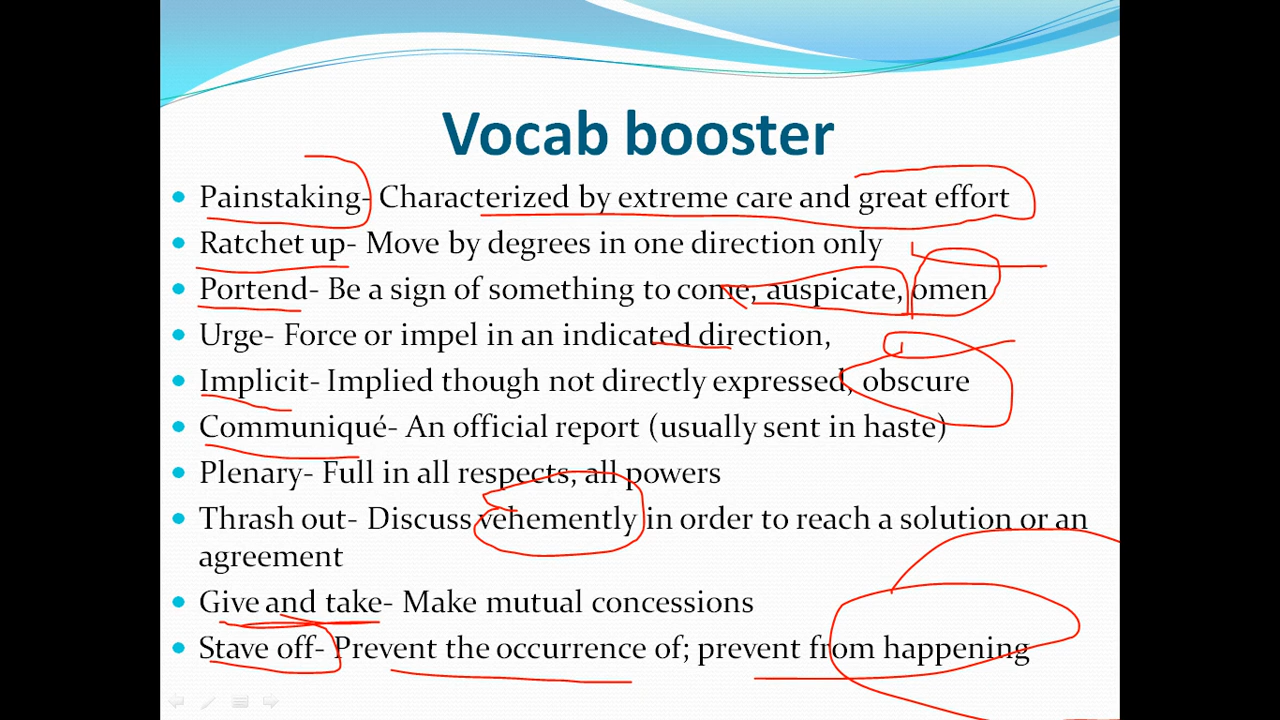 Vocab booster
Painstaking- Characterized by extreme care and great effort
Ratchet up- Move by degrees in one direction only
Portend- Be a sign of something to come, auspicate, omen
Urge- Force or impel in an indicated direction,
Implicit- Implied though not directly expressed, obscure
Communiqué- An official report (usually sent in haste)
Plenary- Full in all respects, all powers
Thrash out- Discuss vehemently in order to reach a solution or an
agreement
Give and take- Make mutual concessions
Stave off- Prevent the occurrence of; prevent from happening